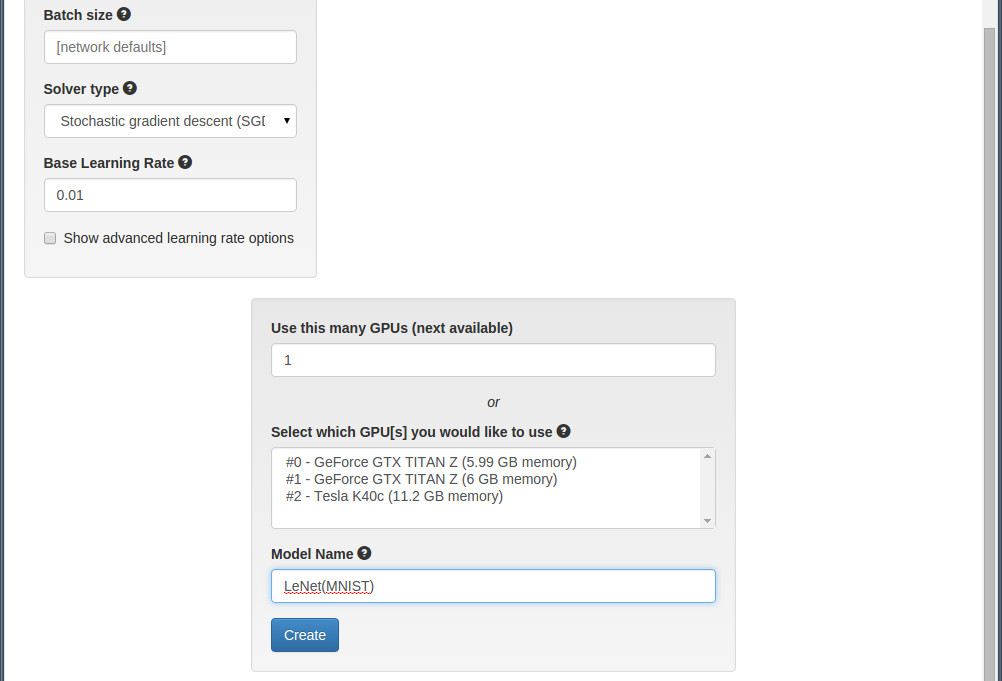 Batch size
[network defaults]
Solver type
Stochastic gradient descent (SGD
Base Learning Rate
0.01
Show advanced learning rate options
Use this many GPUs (next available)
1
or
Select which GPU[s] you would like to use
#0 - GeForce GTX TITAN Z (5.99 GB memory)
#1 - GeForce GTX TITAN Z (6 GB memory)
#2 - Tesla K40c (11.2 GB memory)
Model Name
LeNet(MNIST)
Create